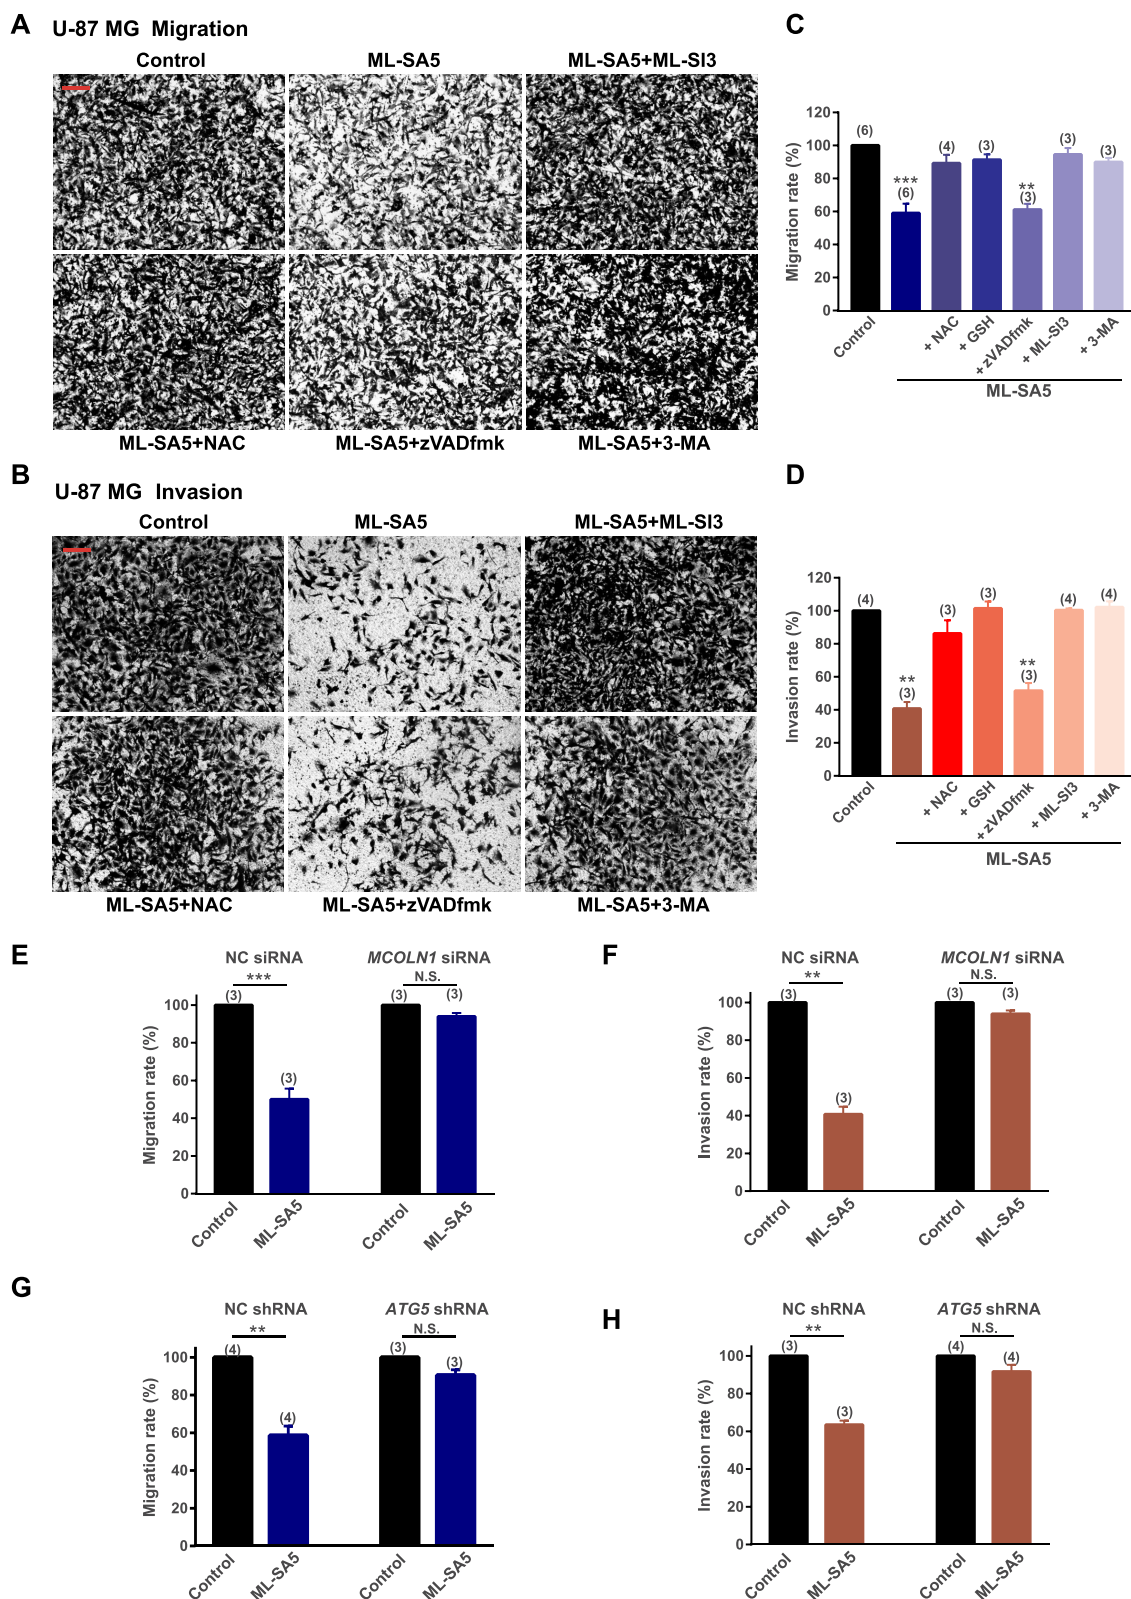 A
U-87 MG Migration
Control
ML-SA5
ML-SA5+ML-SI3
ML-SA5+NAC
ML-SA5+zVADfmk
ML-SA5+3-MA
C
Migration rate (%)
120
100
80
60
40
20
0
(6)
***
(6)
(4)
(3)
**
(3)
(3)
(3)
Control
+ NAC
+ GSH
+ zVADfmk
+ ML-SI3
+ 3-MA
ML-SA5
B
U-87 MG Invasion
Control
ML-SA5
ML-SA5+ML-SI3
ML-SA5+NAC
ML-SA5+zVADfmk
ML-SA5+3-MA
D
Invasion rate (%)
120
100
80
60
40
20
0
(4)
**
(3)
(3)
(3)
**
(3)
(4)
(4)
Control
+ NAC
+ GSH
+ zVADfmk
+ ML-SI3
+ 3-MA
ML-SA5
E
NC siRNA
MCOLN1 siRNA
***
N.S.
(3)
(3)
(3)
(3)
Migration rate (%)
100
80
60
40
20
0
Control
ML-SA5
Control
ML-SA5
F
NC siRNA
MCOLN1 siRNA
**
N.S.
(3)
(3)
(3)
(3)
Invasion rate (%)
100
80
60
40
20
0
Control
ML-SA5
Control
ML-SA5
G
NC shRNA
ATG5 shRNA
**
N.S.
(4)
(4)
(3)
(3)
Migration rate (%)
100
80
60
40
20
0
Control
ML-SA5
Control
ML-SA5
H
NC shRNA
ATG5 shRNA
**
N.S.
(3)
(3)
(4)
(4)
Invasion rate (%)
100
80
60
40
20
0
Control
ML-SA5
Control
ML-SA5